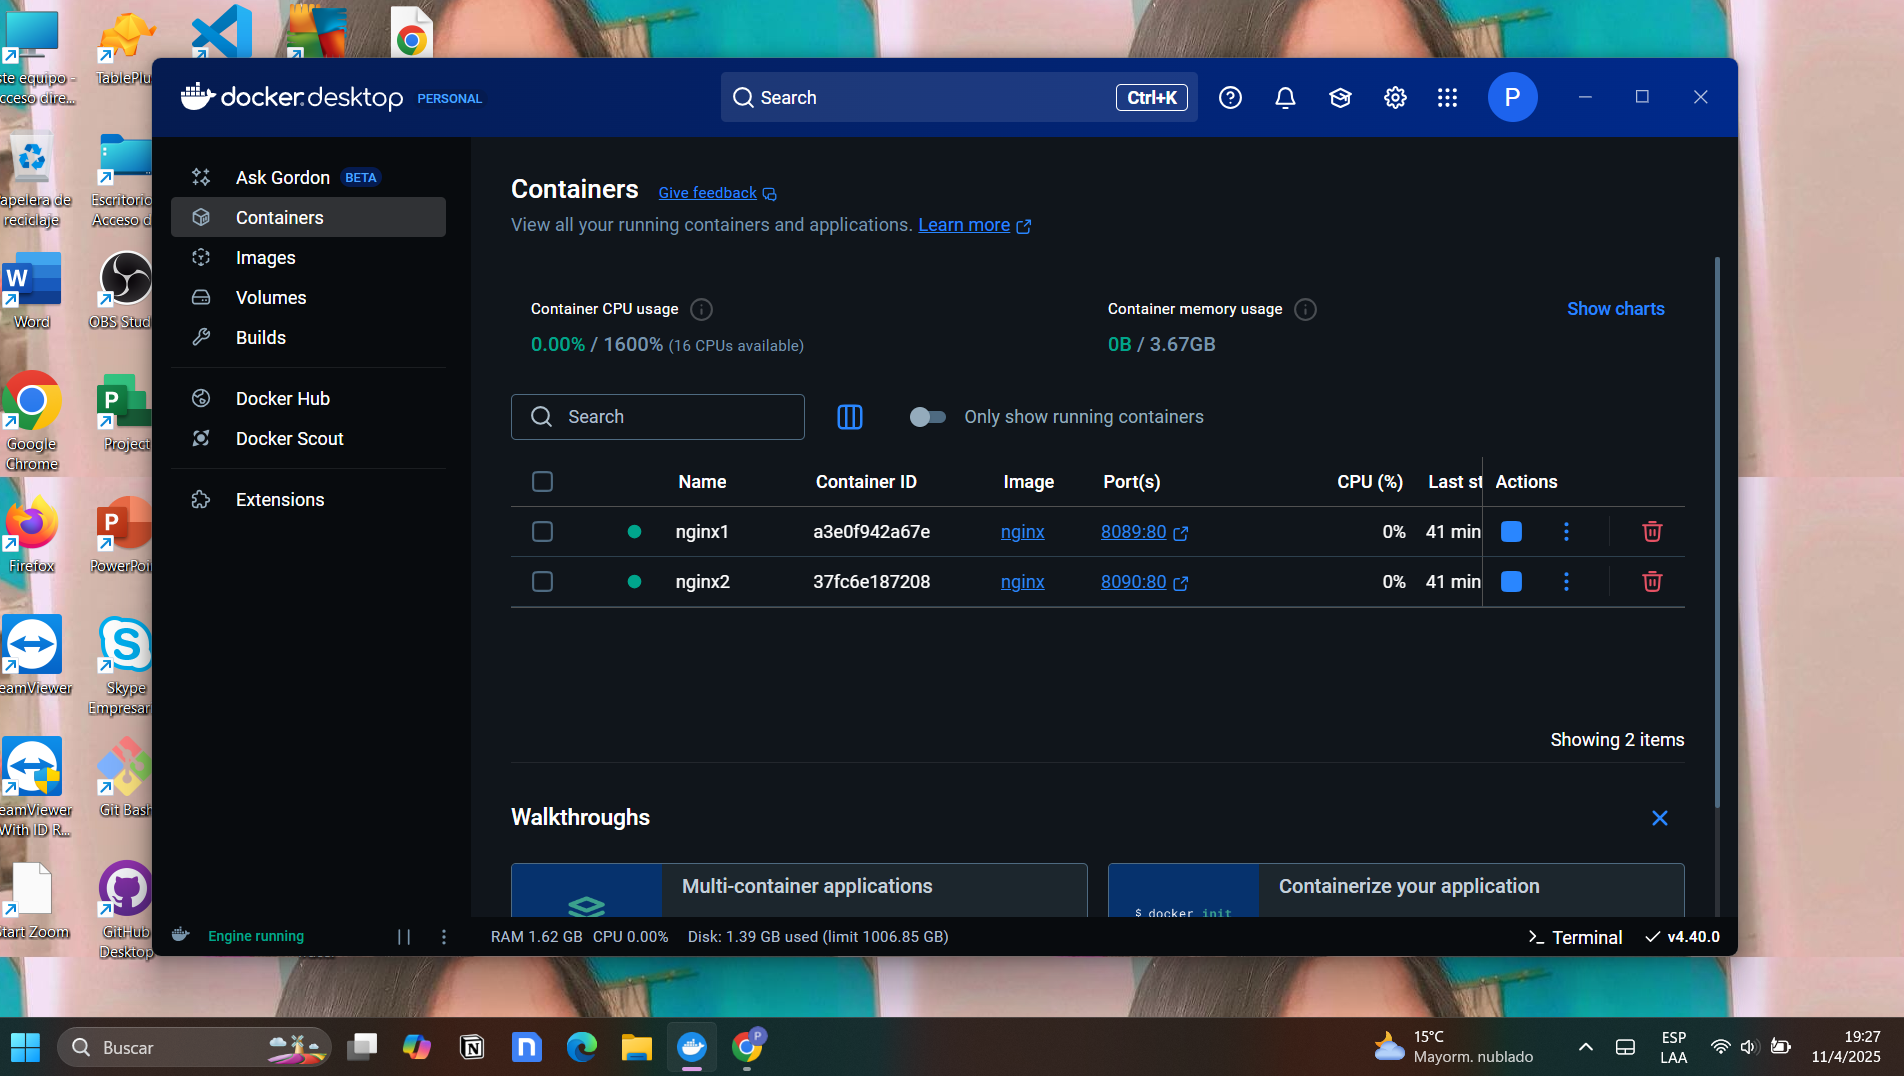 docker.desktop PERSONAL
Search Ctrl+K
P
Ask Gordon BETA
Containers
Images
Volumes
Builds
Docker Hub
Docker Scout
Extensions
Containers Give feedback
View all your running containers and applications. Learn more
Container CPU usage
0.00% / 1600% (16 CPUs available)
Container memory usage
0B / 3.67GB
Show charts
Search
Only show running containers
Name Container ID Image Port(s) CPU (%) Last st Actions
nginx1 a3e0f942a67e nginx 8089:80 0% 41 min
nginx2 37fc6e187208 nginx 8090:80 0% 41 min
Showing 2 items
Walkthroughs
Multi-container applications
Containerize your application
$ docker init
Engine running
RAM 1.62 GB CPU 0.00% Disk: 1.39 GB used (limit 1006.85 GB)
Terminal
v4.40.0
ste equipo -
cceso dire...
TablePlu
apelera de
reciclaje
Escritorio
Acceso d
Word
OBS Stud
Google
Chrome
Project
Firefox
PowerPoi
eamViewer
Skype
Empresar
eamViewer
With ID R...
Git Bash
Start Zoom
GitHub
Desktop
Buscar
15°C
Mayorm. nublado
ESP
LAA
19:27
11/4/2025